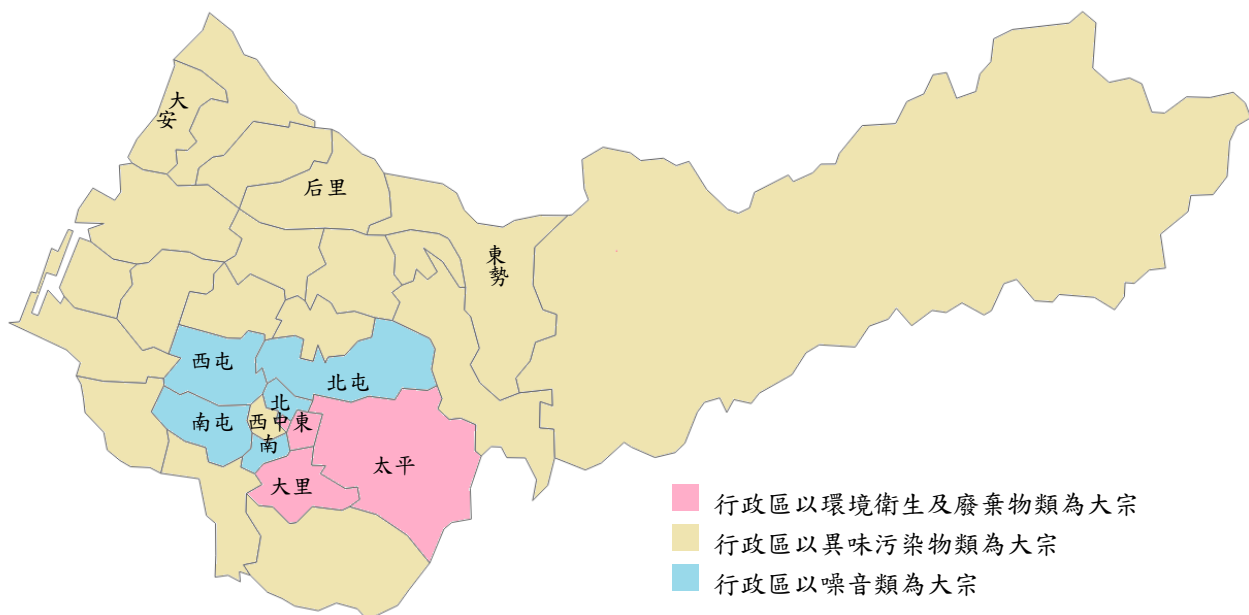 大安
后里
東勢
西屯
北屯
北
南屯
西中東
南
太平
大里
行政區以環境衛生及廢棄物類為大宗
行政區以異味污染物類為大宗
行政區以噪音類為大宗